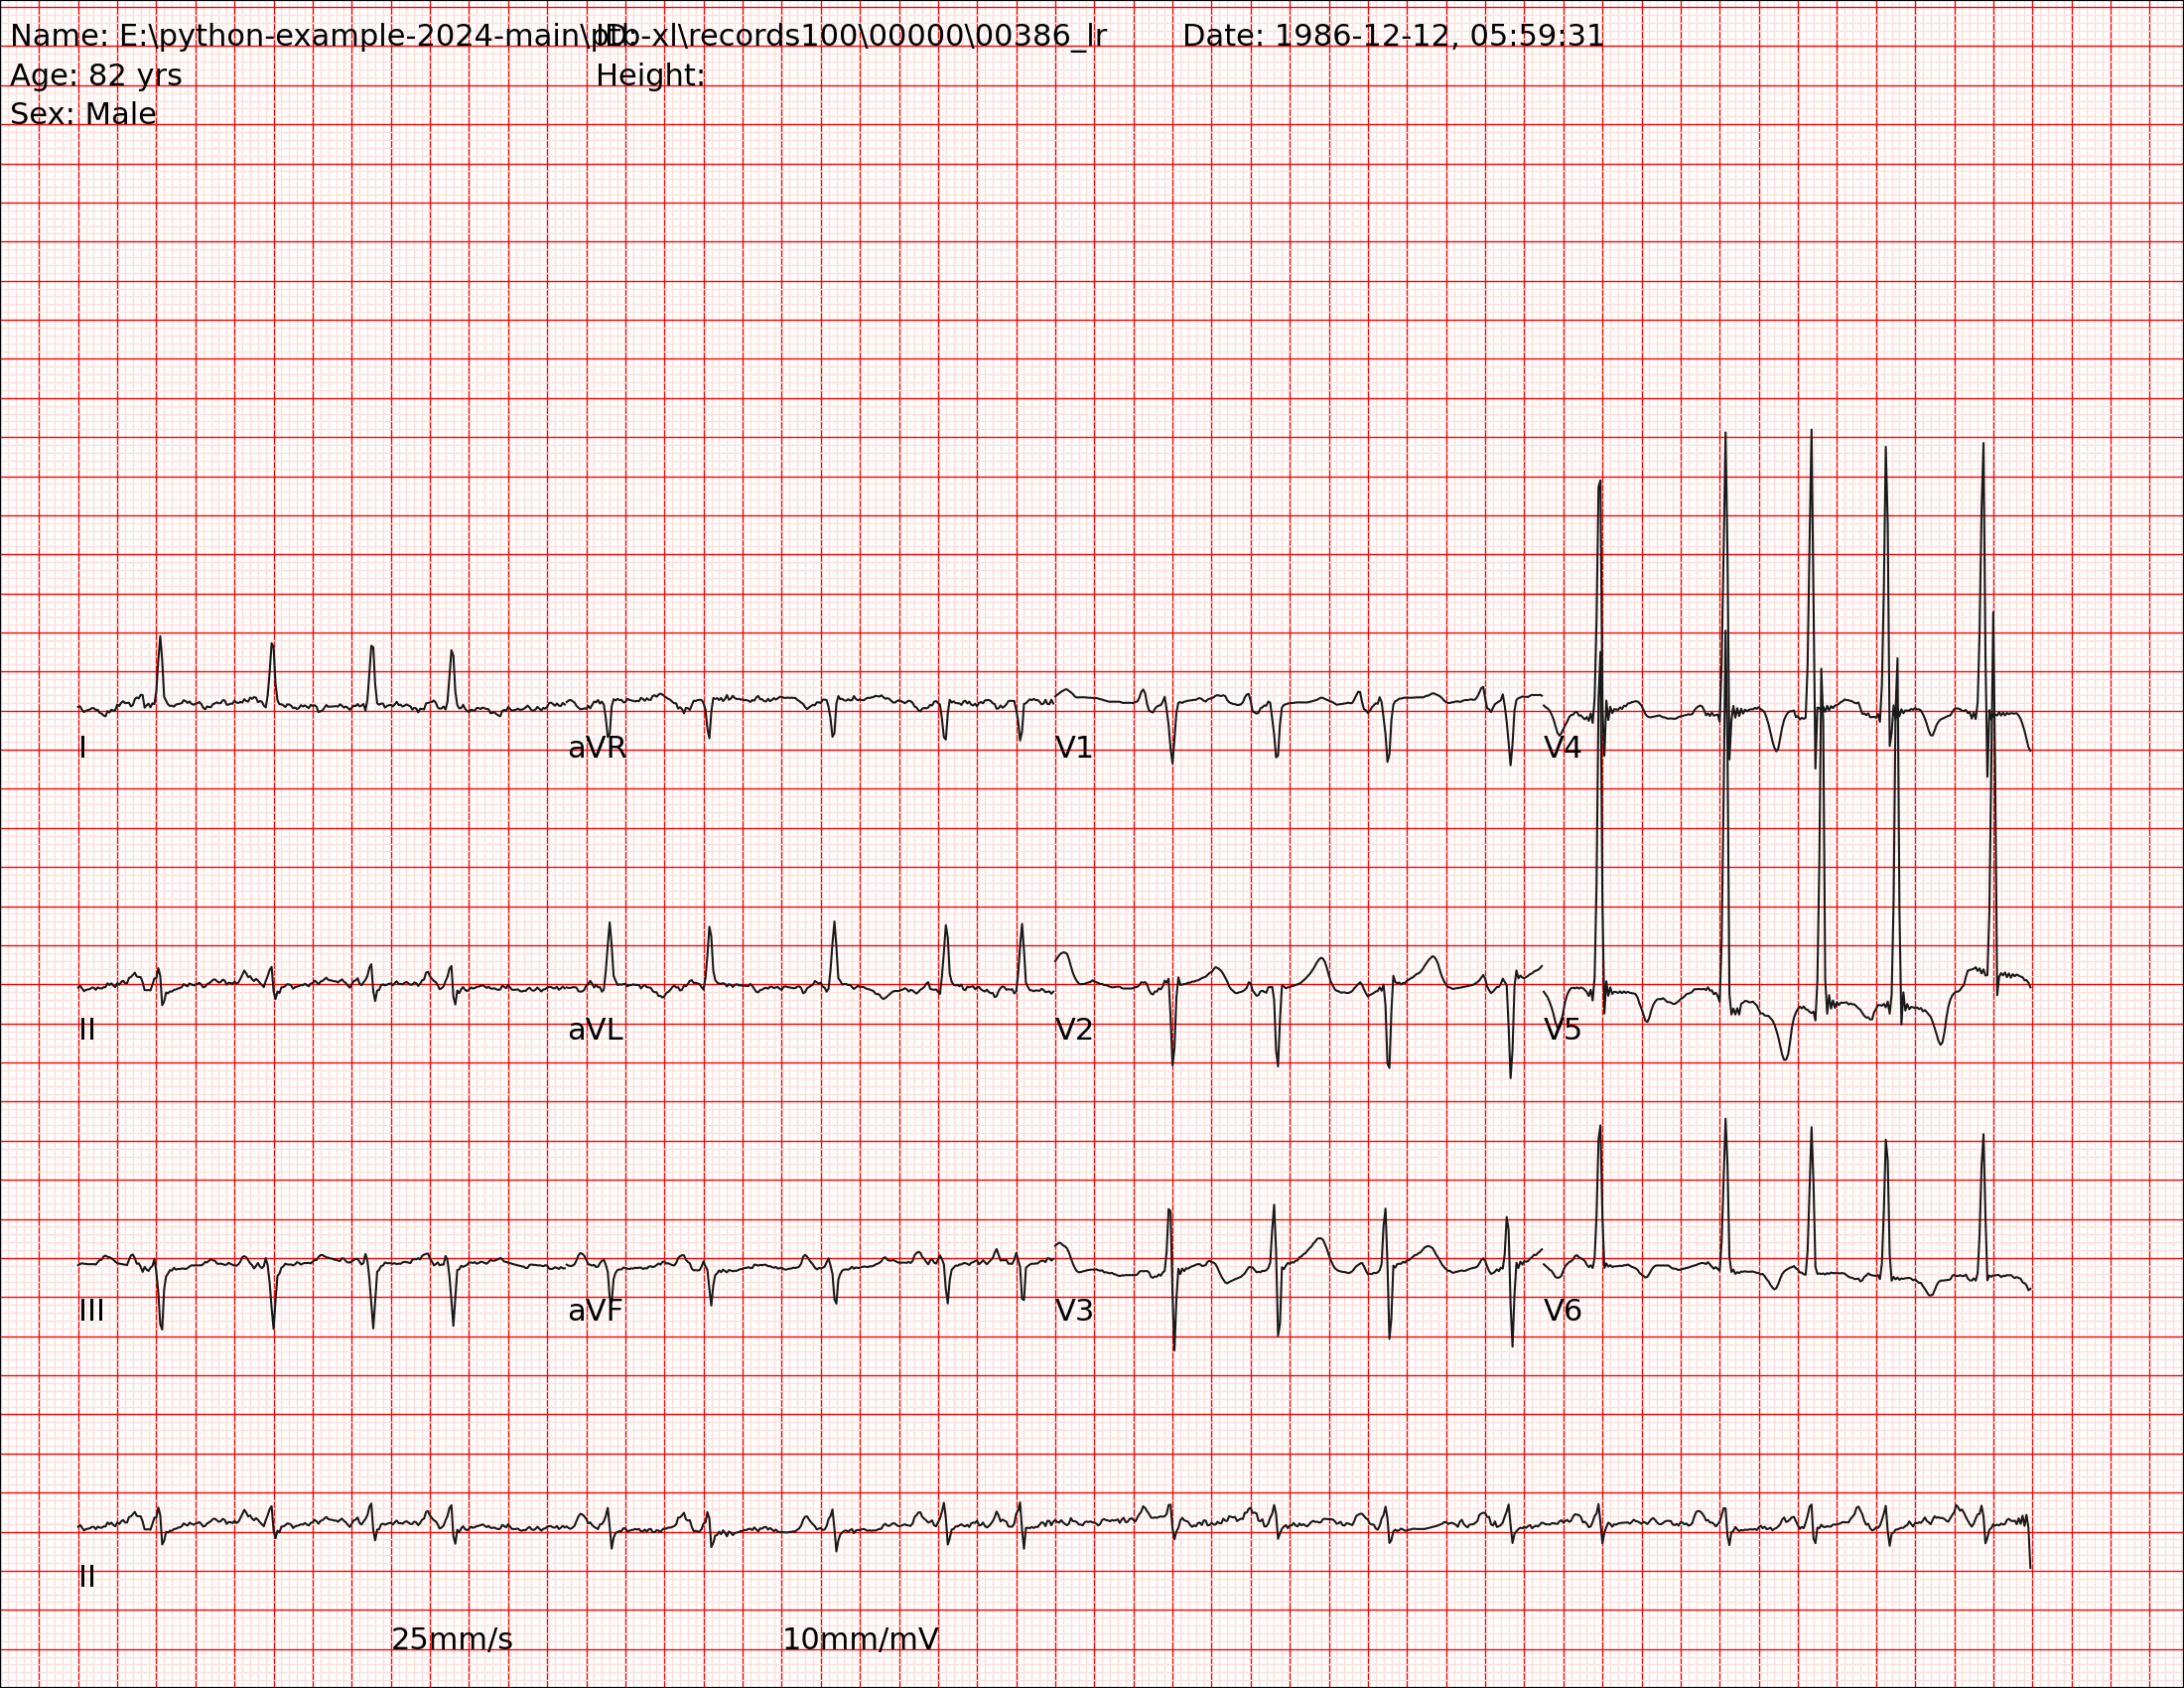 Name: E:\python-example-2024-main\ptb-xl\records100\00000\00386_lr ID: Date: 1986-12-12, 05:59:31
Age: 82 yrs Height:
Sex: Male
I aVR V1 V4
II aVL V2 V5
III aVF V3 V6
II
25mm/s 10mm/mV